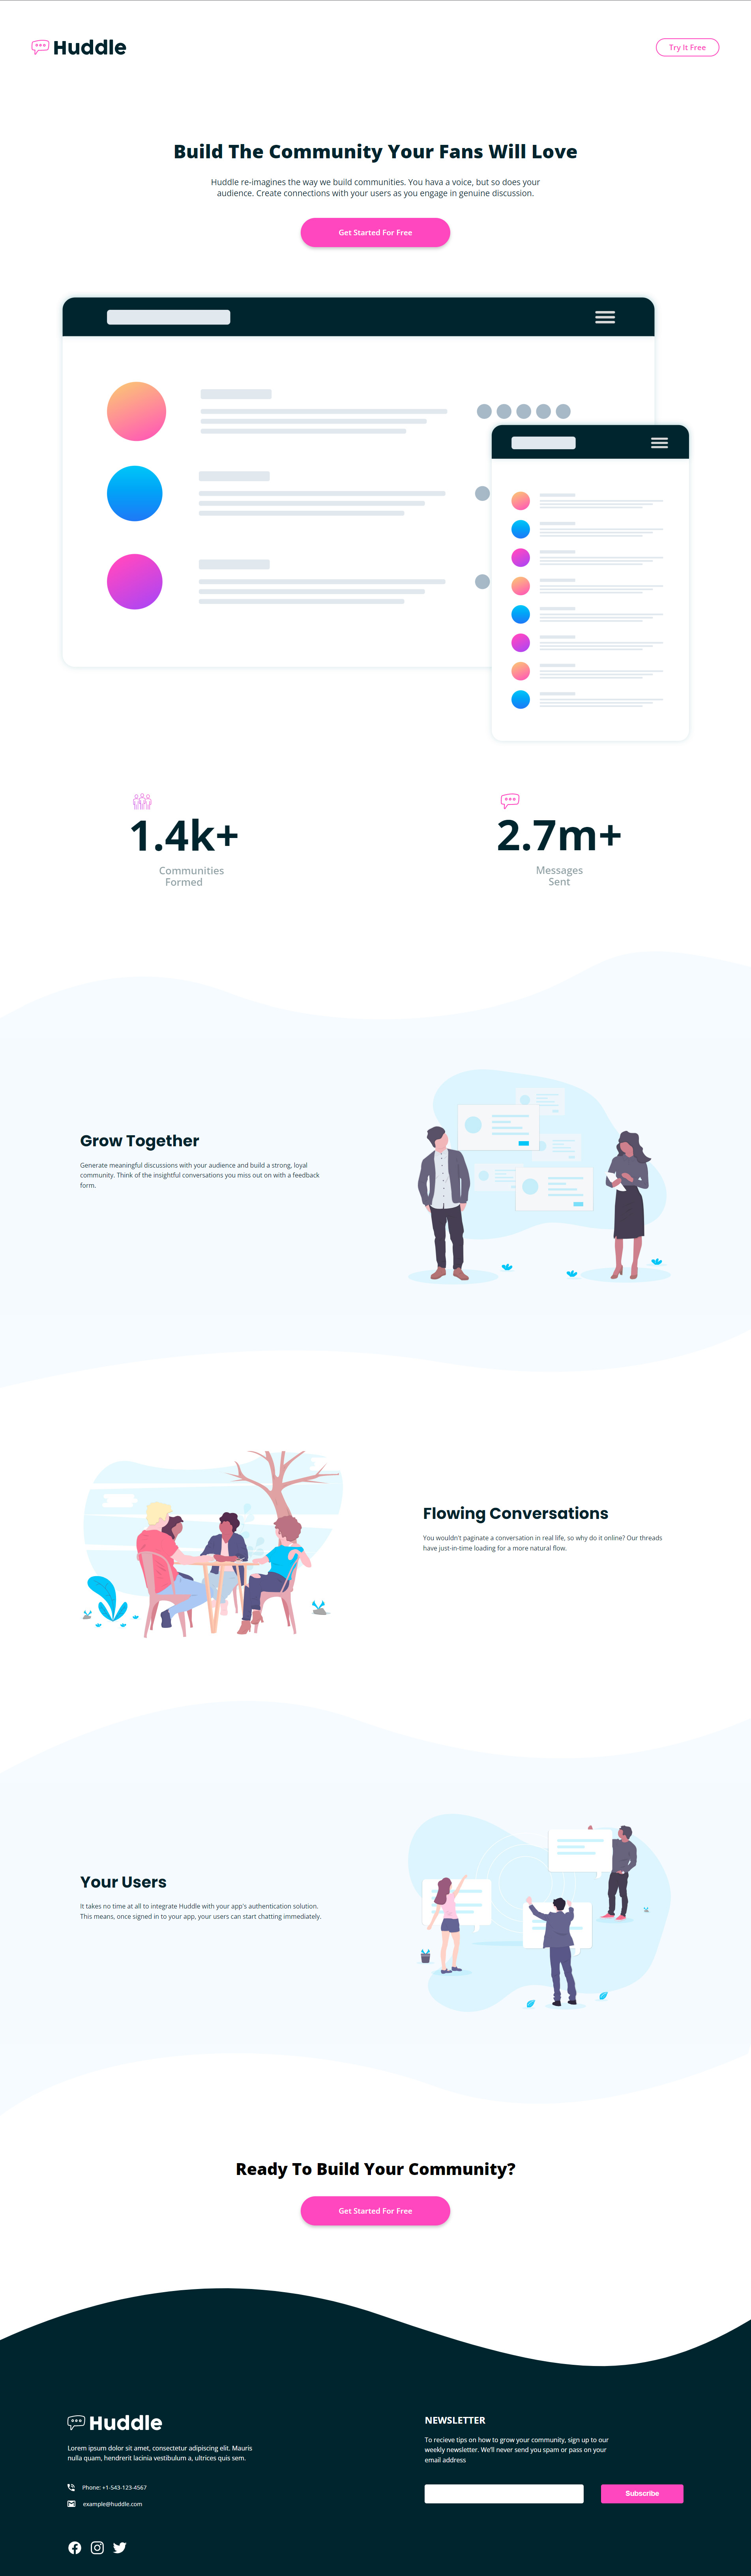 Huddle
Try It Free
Build The Community Your Fans Will Love
Huddle re-imagines the way we build communities. You hava a voice, but so does your
audience. Create connections with your users as you engage in genuine discussion.
Get Started For Free
1.4k+
Communities
Formed
2.7m+
Messages
Sent
Grow Together
Generate meaningful discussions with your audience and build a strong, loyal
community. Think of the insightful conversations you miss out on with a feedback
form.
Flowing Conversations
You wouldn't paginate a conversation in real life, so why do it online? Our threads
have just-in-time loading for a more natural flow.
Your Users
It takes no time at all to integrate Huddle with your app's authentication solution.
This means, once signed in to your app, your users can start chatting immediately.
Ready To Build Your Community?
Get Started For Free
Huddle
Lorem ipsum dolor sit amet, consectetur adipiscing elit. Mauris
nulla quam, hendrerit lacinia vestibulum a, ultrices quis sem.
Phone: +1-543-123-4567
example@huddle.com
NEWSLETTER
To recieve tips on how to grow your community, sign up to our
weekly newsletter. We'll never send you spam or pass on your
email address
Subscribe